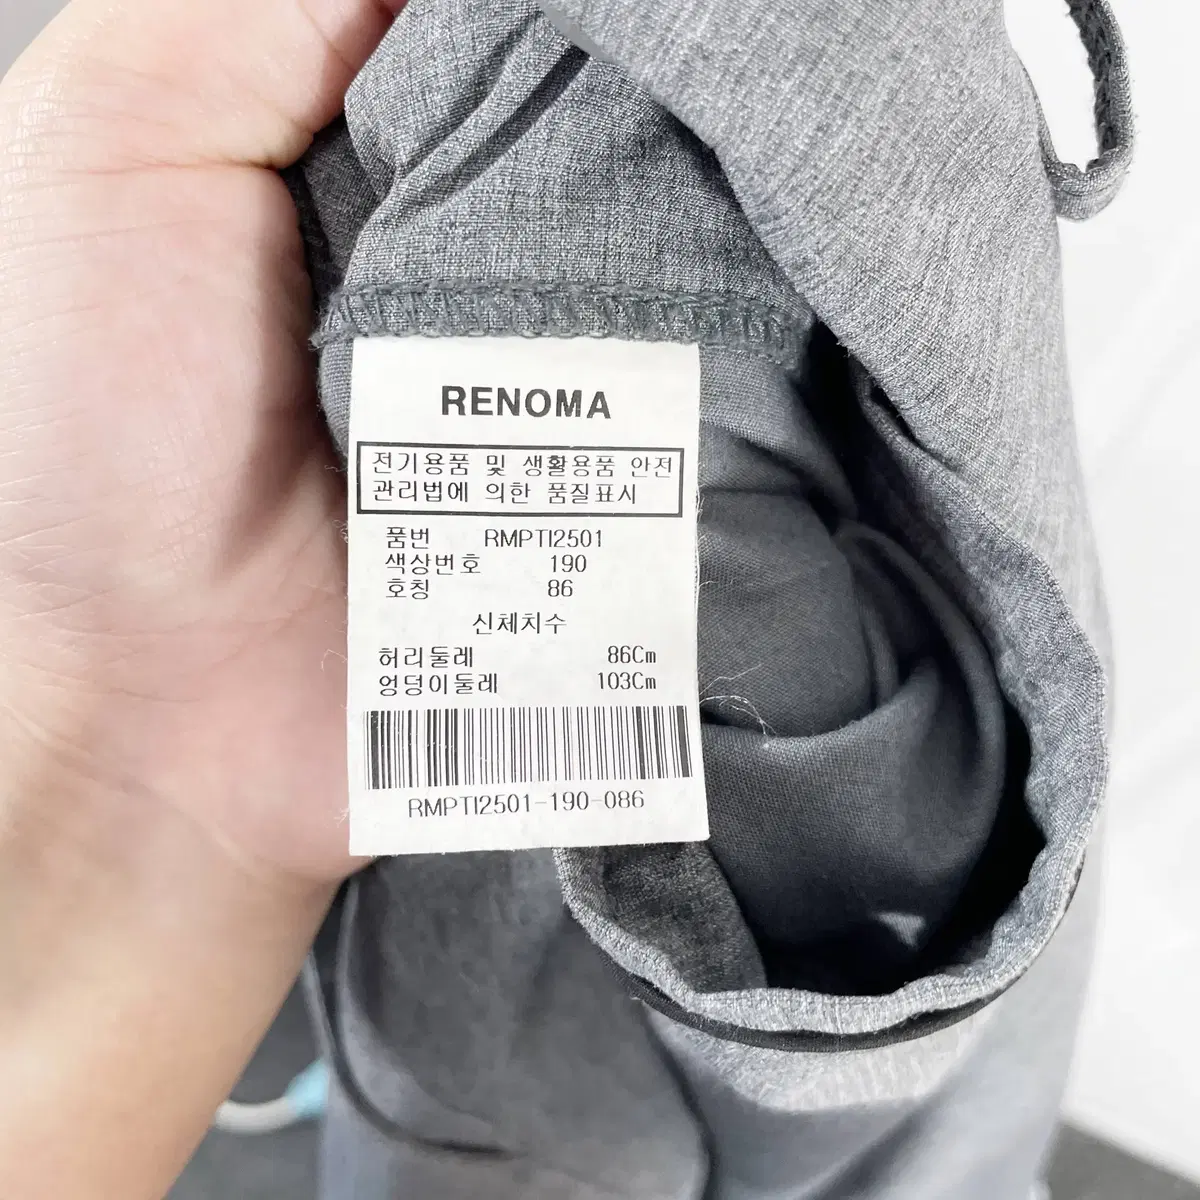 RENOMA
전기용품 및 생활용품 안전
관리법에 의한 품질표시
품번 RMPTI2501
색상번호 190
호칭 86
신체치수
허리둘레 86Cm
엉덩이둘레 103Cm
RMPTI2501-190-086